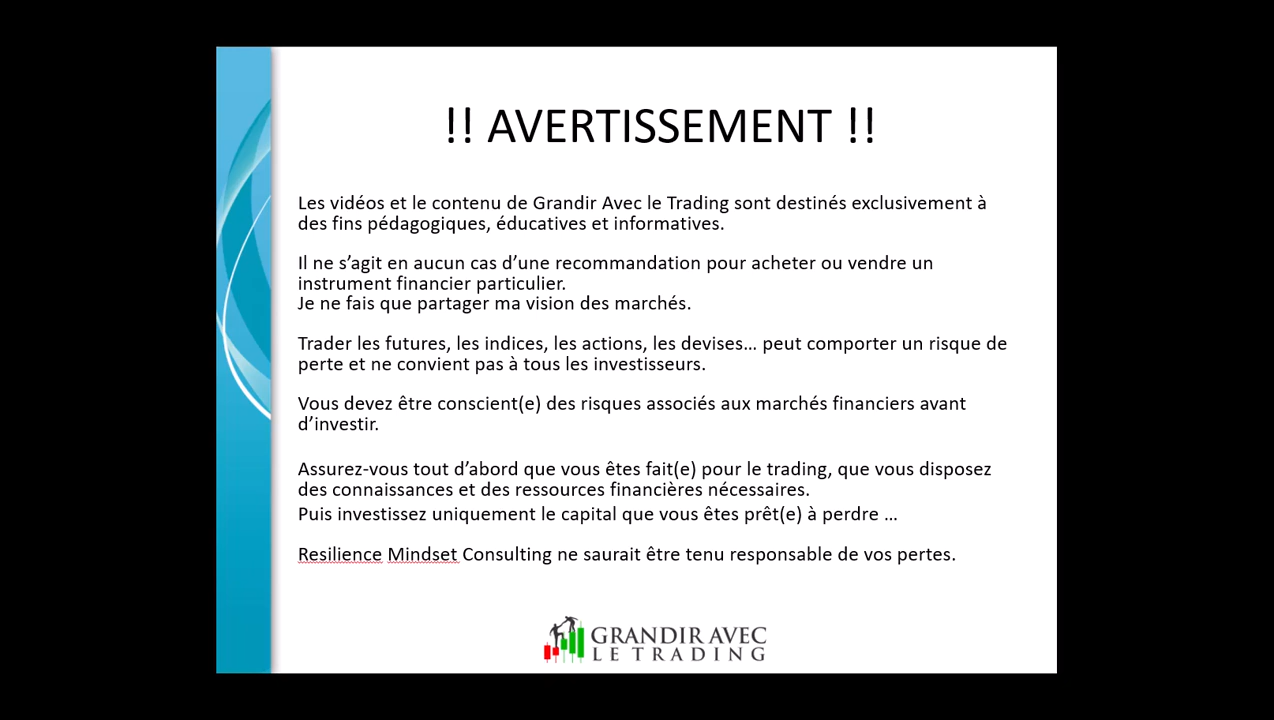 !! AVERTISSEMENT !!
Les vidéos et le contenu de Grandir Avec le Trading sont destinés exclusivement à
des fins pédagogiques, éducatives et informatives.
Il ne s’agit en aucun cas d’une recommandation pour acheter ou vendre un
instrument financier particulier.
Je ne fais que partager ma vision des marchés.
Trader les futures, les indices, les actions, les devises… peut comporter un risque de
perte et ne convient pas à tous les investisseurs.
Vous devez être conscient(e) des risques associés aux marchés financiers avant
d’investir.
Assurez-vous tout d’abord que vous êtes fait(e) pour le trading, que vous disposez
des connaissances et des ressources financières nécessaires.
Puis investissez uniquement le capital que vous êtes prêt(e) à perdre …
Resilience Mindset Consulting ne saurait être tenu responsable de vos pertes.
GRANDIR AVEC
LE TRADING